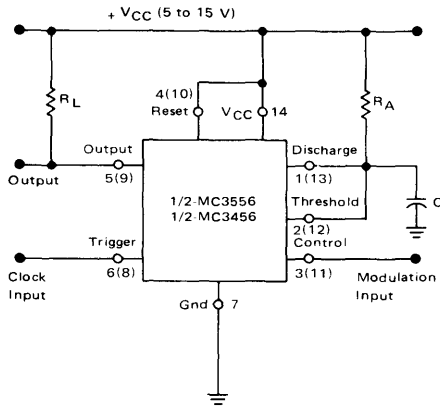 + VCC (5 to 15 V)
4(10)
Reset
VCC
14
RL
RA
Output
5(9)
Output
1/2-MC3556
1/2-MC3456
Discharge
1(13)
C
Threshold
2(12)
Trigger
6(8)
Control
3(11)
Clock
Input
Modulation
Input
Gnd
7